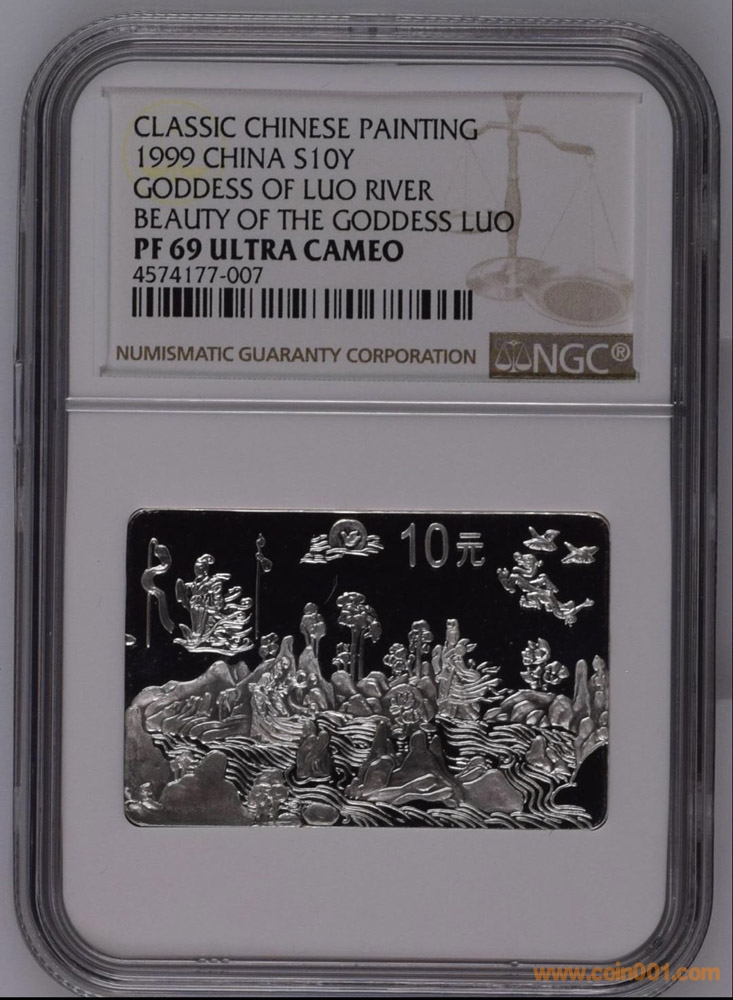 CLASSIC CHINESE PAINTING
1999 CHINA S10Y
GODDESS OF LUO RIVER
BEAUTY OF THE GODDESS LUO
PF 69 ULTRA CAMEO
4574177-007
NUMISMATIC GUARANTY CORPORATION
NGC®
10元
www.coin001.com